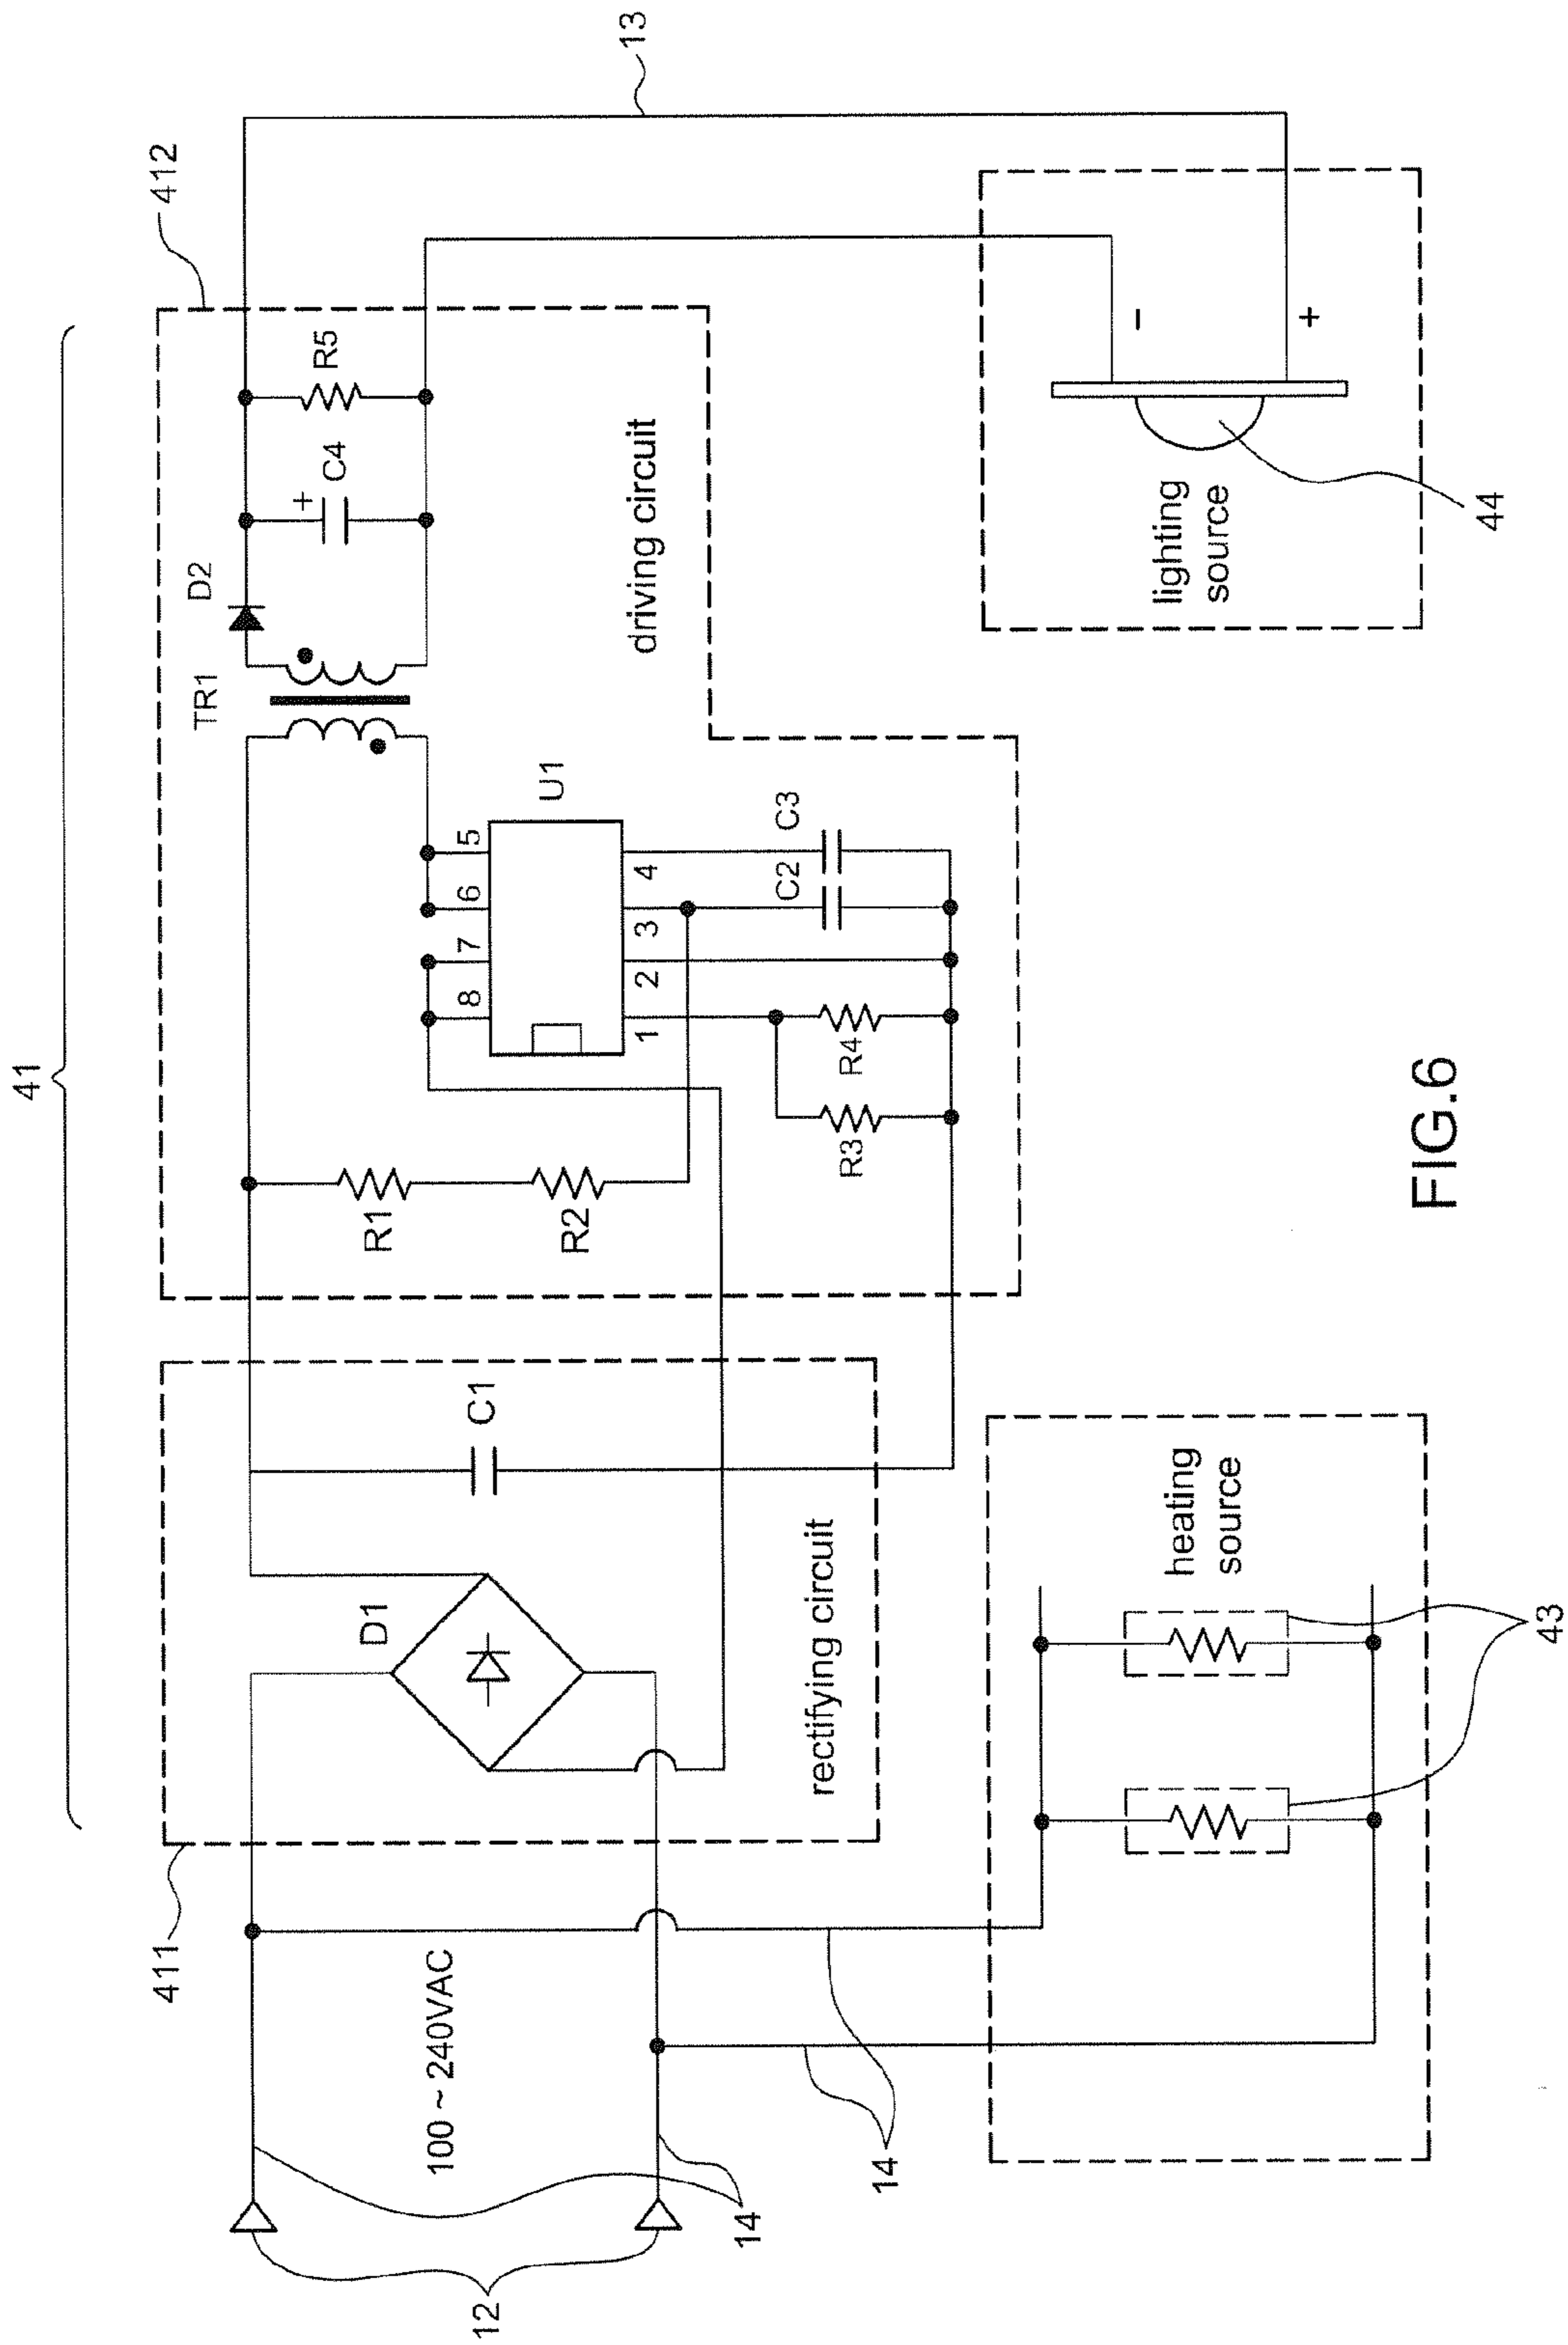 41
411
412
13
D1
C1
R1
R2
TR1
D2
C4
+
R5
100 ~ 240VAC
8
7
6
5
U1
1
2
3
4
R3
R4
C2
C3
driving circuit
rectifying circuit
12
14
14
heating
source
43
lighting
source
44
-
+
FIG.6